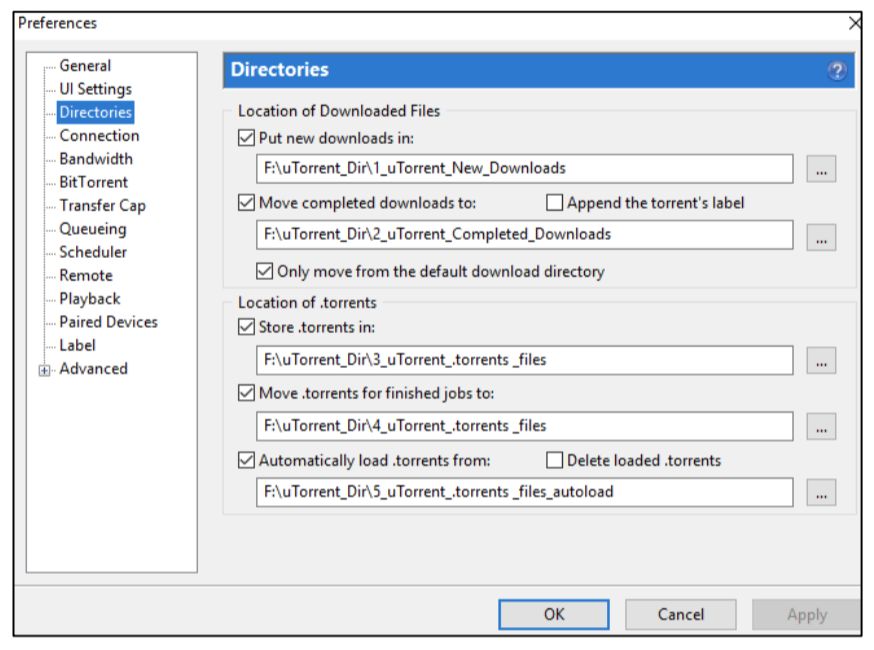 Preferences
General
UI Settings
Directories
Connection
Bandwidth
BitTorrent
Transfer Cap
Queueing
Scheduler
Remote
Playback
Paired Devices
Label
Advanced
Directories
Location of Downloaded Files
Put new downloads in:
F:\uTorrent_Dir\1_uTorrent_New_Downloads
...
Move completed downloads to: Append the torrent's label
F:\uTorrent_Dir\2_uTorrent_Completed_Downloads
...
Only move from the default download directory
Location of .torrents
Store .torrents in:
F:\uTorrent_Dir\3_uTorrent_.torrents _files
...
Move .torrents for finished jobs to:
F:\uTorrent_Dir\4_uTorrent_.torrents _files
...
Automatically load .torrents from: Delete loaded .torrents
F:\uTorrent_Dir\5_uTorrent_.torrents _files_autoload
...
OK Cancel Apply